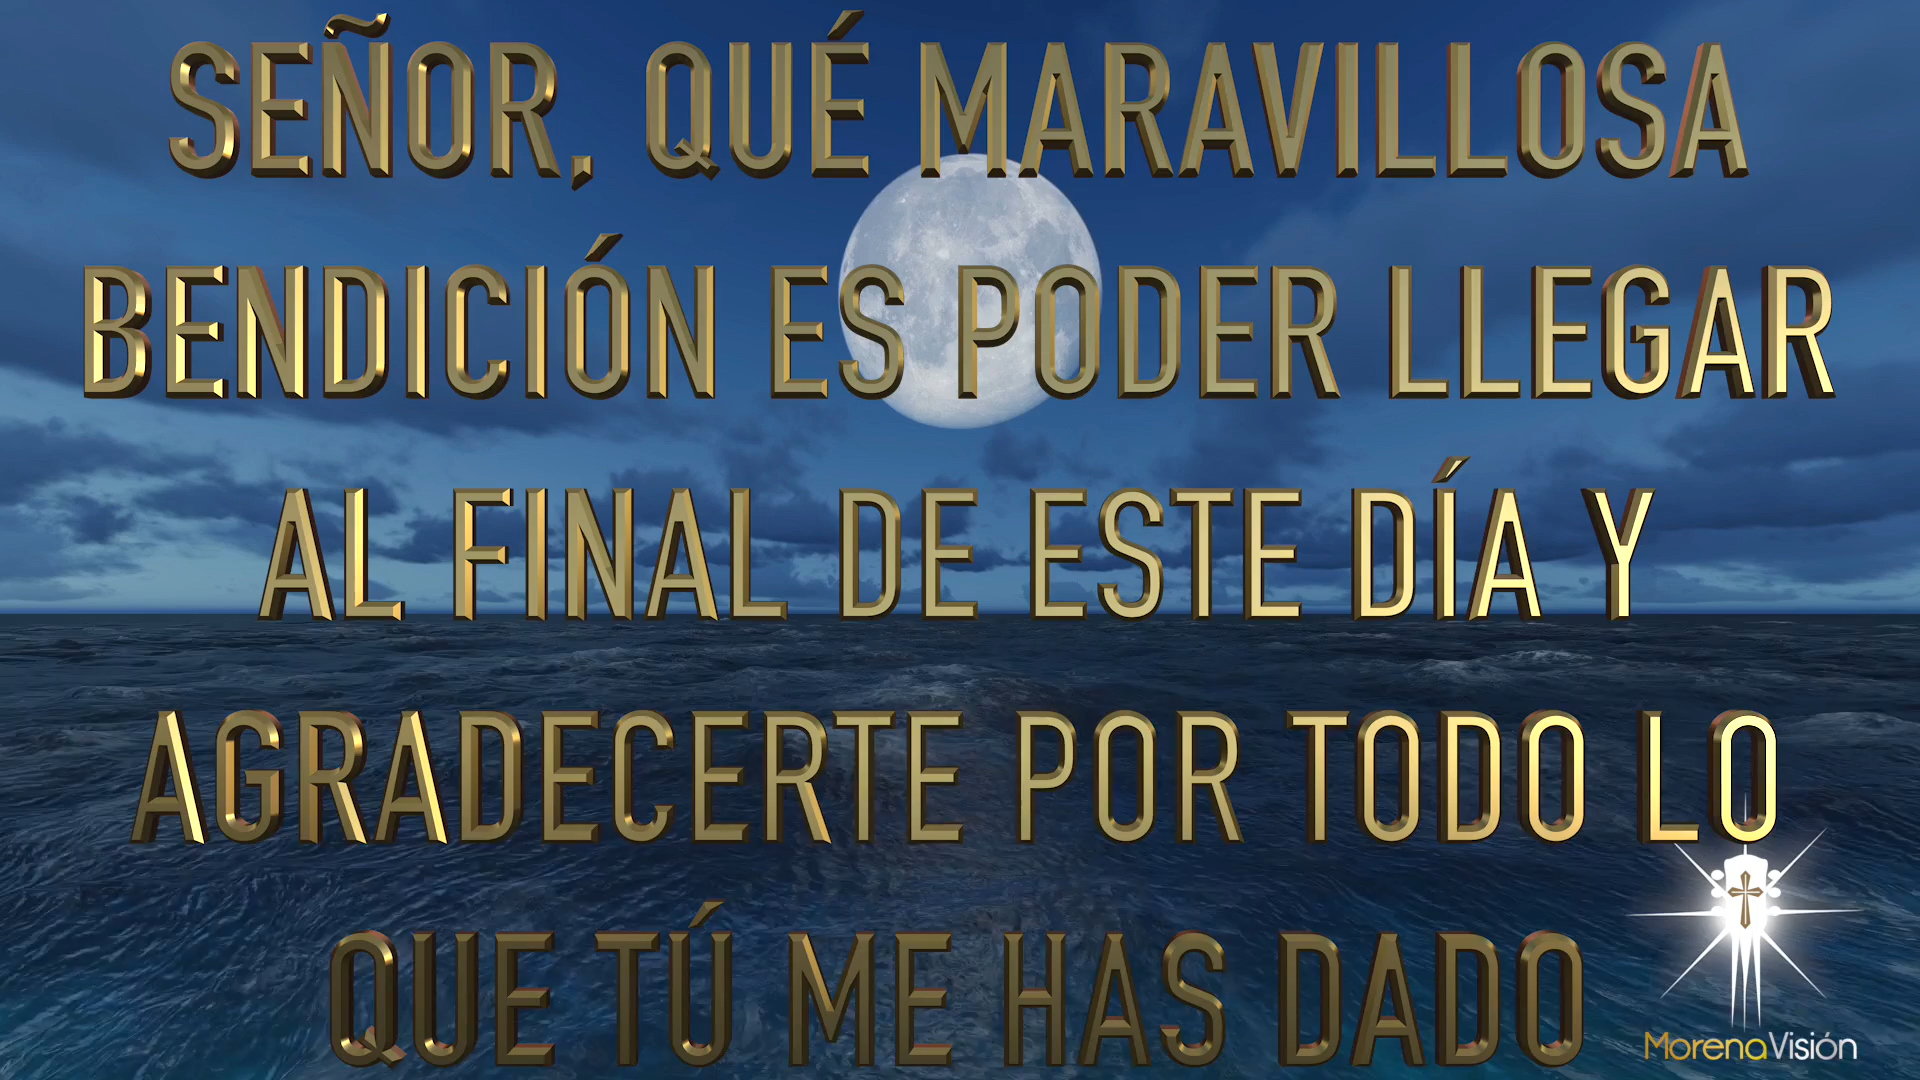 SEÑOR, QUÉ MARAVILLOSA
BENDICIÓN ES PODER LLEGAR
AL FINAL DE ESTE DÍA Y
AGRADECERTE POR TODO LO
QUE TÚ ME HAS DADO
MorenaVisión